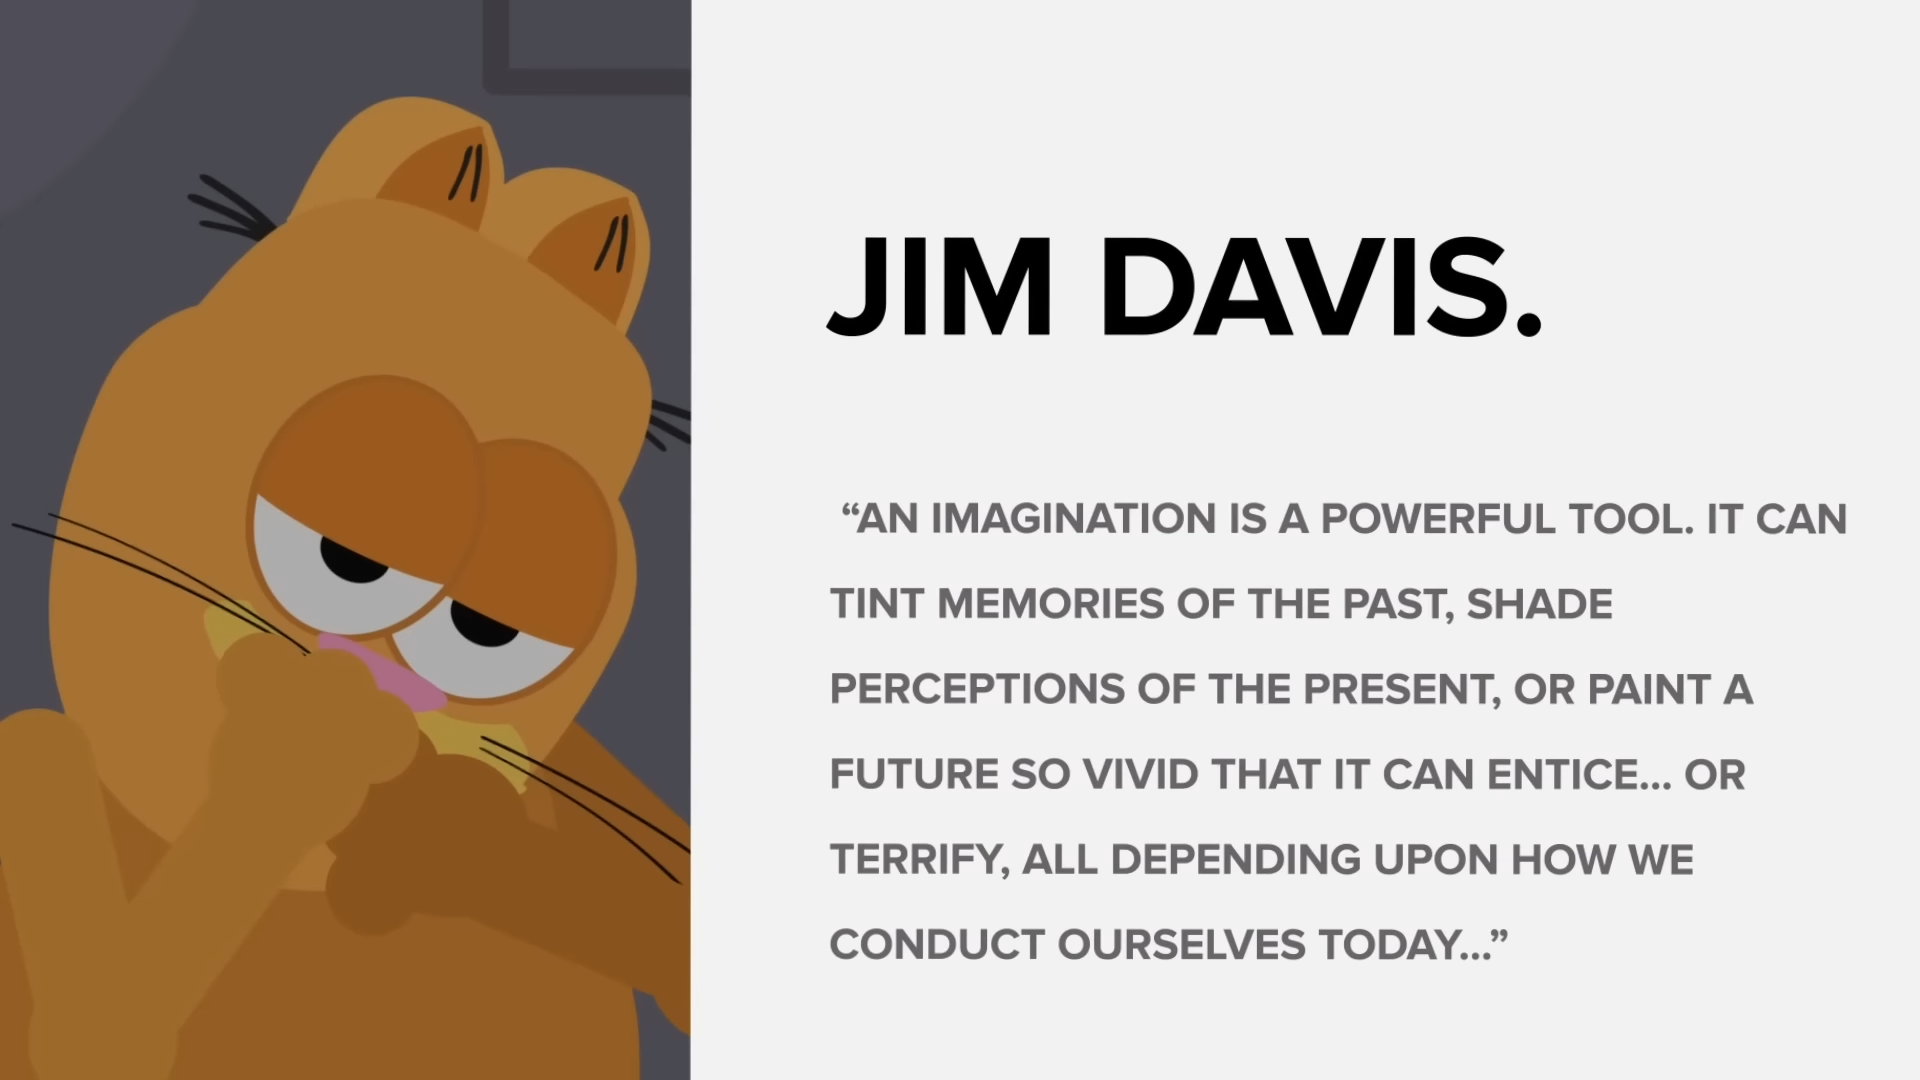 JIM DAVIS.
“AN IMAGINATION IS A POWERFUL TOOL. IT CAN
TINT MEMORIES OF THE PAST, SHADE
PERCEPTIONS OF THE PRESENT, OR PAINT A
FUTURE SO VIVID THAT IT CAN ENTICE... OR
TERRIFY, ALL DEPENDING UPON HOW WE
CONDUCT OURSELVES TODAY...”